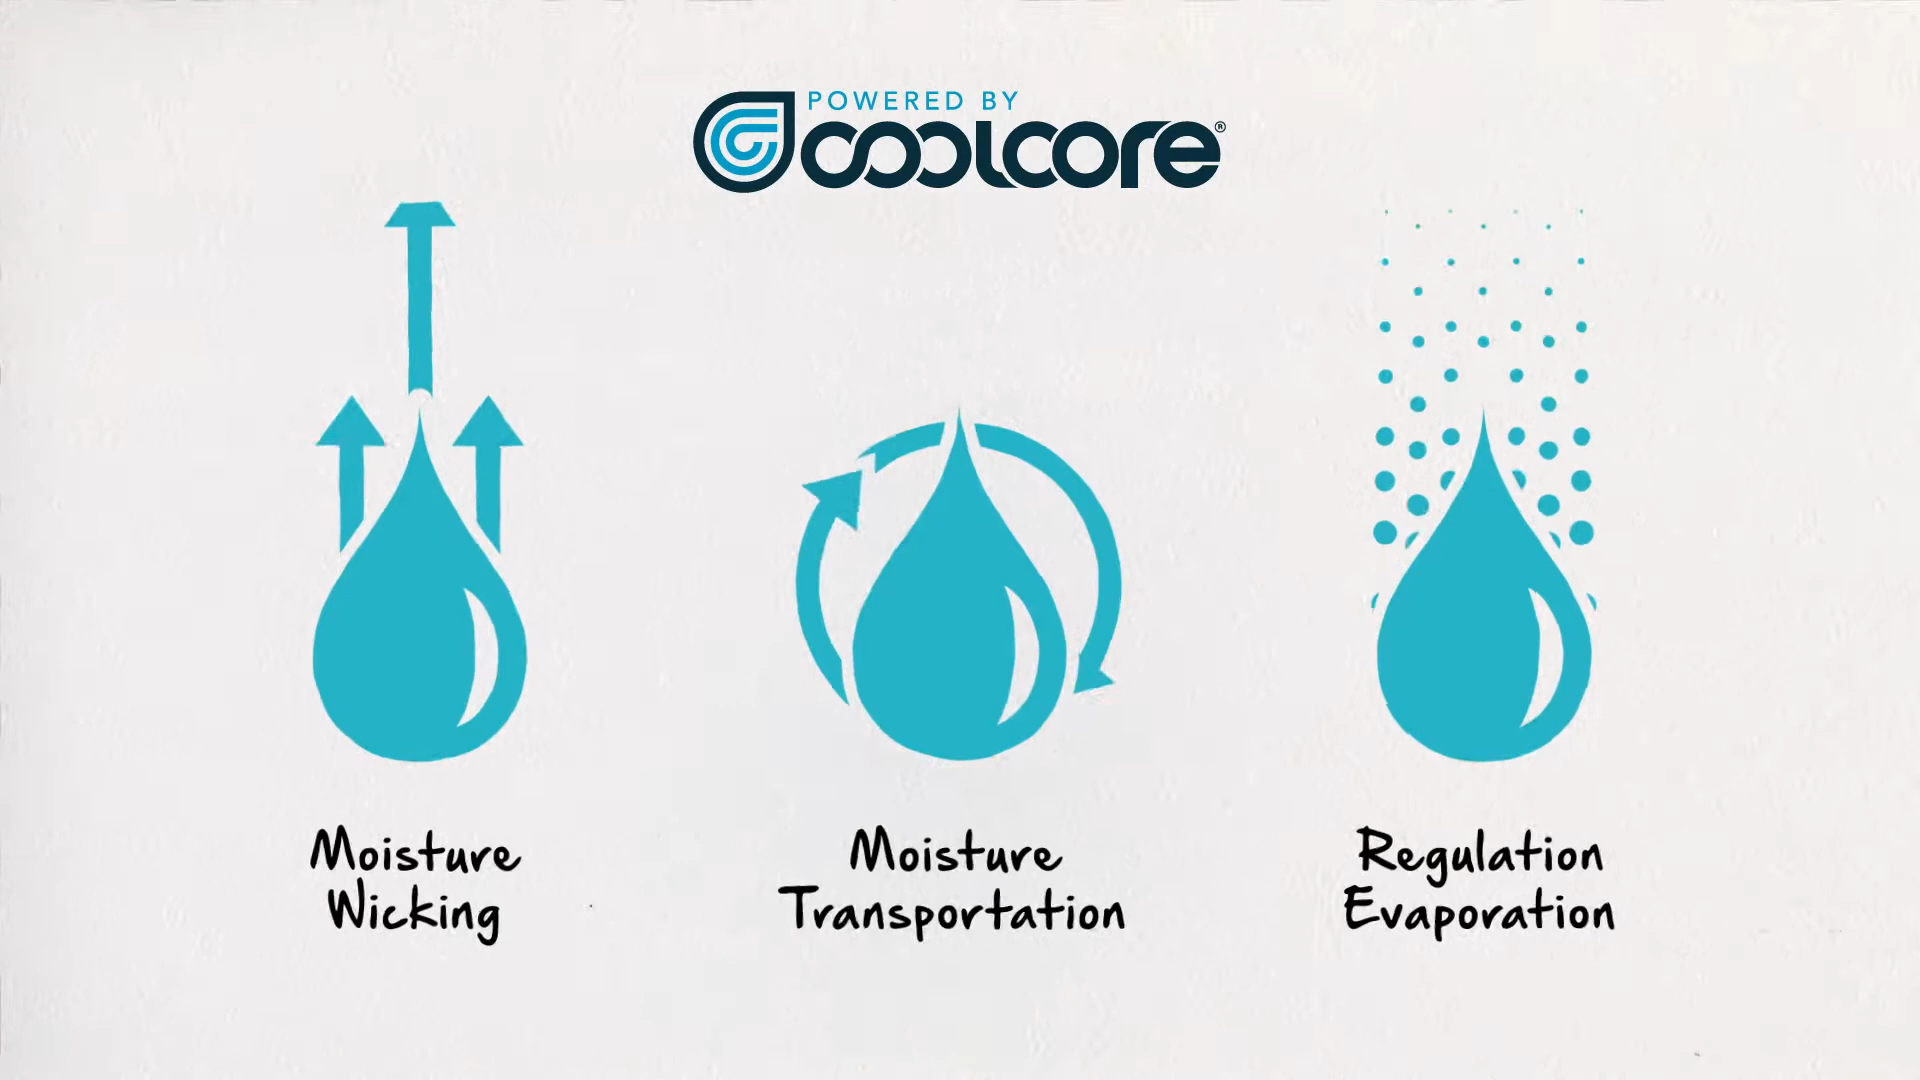 POWERED BY
coolcore®
Moisture
Wicking
Moisture
Transportation
Regulation
Evaporation